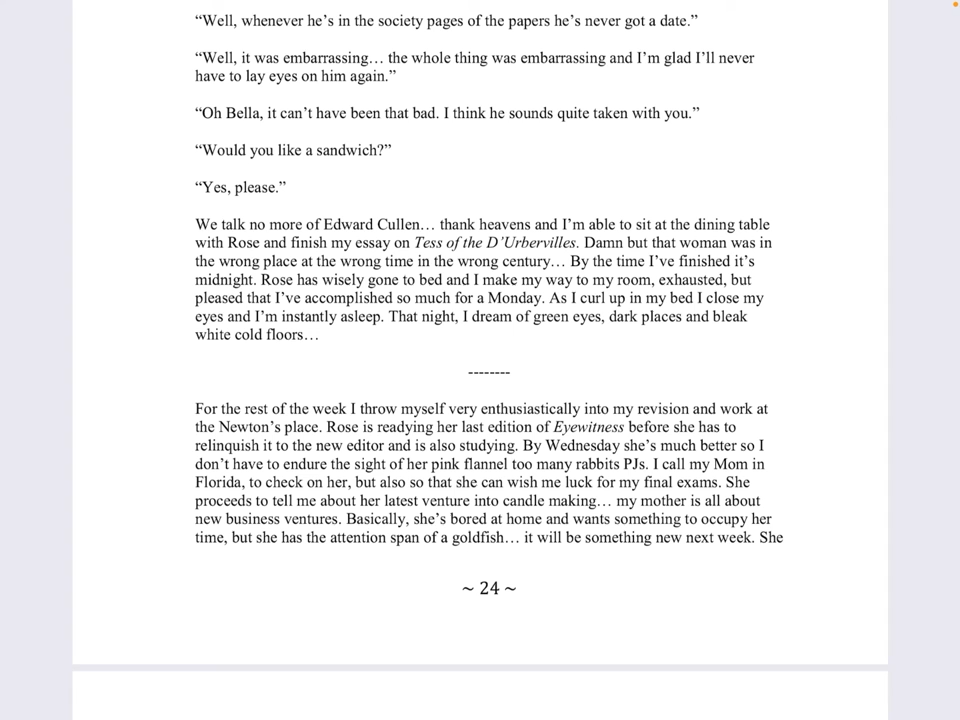 “Well, whenever he’s in the society pages of the papers he’s never got a date.”
“Well, it was embarrassing… the whole thing was embarrassing and I’m glad I’ll never
have to lay eyes on him again.”
“Oh Bella, it can’t have been that bad. I think he sounds quite taken with you.”
“Would you like a sandwich?”
“Yes, please.”
We talk no more of Edward Cullen… thank heavens and I’m able to sit at the dining table
with Rose and finish my essay on Tess of the D’Urbervilles. Damn but that woman was in
the wrong place at the wrong time in the wrong century… By the time I’ve finished it’s
midnight. Rose has wisely gone to bed and I make my way to my room, exhausted, but
pleased that I’ve accomplished so much for a Monday. As I curl up in my bed I close my
eyes and I’m instantly asleep. That night, I dream of green eyes, dark places and bleak
white cold floors…
--------
For the rest of the week I throw myself very enthusiastically into my revision and work at
the Newton’s place. Rose is readying her last edition of Eyewitness before she has to
relinquish it to the new editor and is also studying. By Wednesday she’s much better so I
don’t have to endure the sight of her pink flannel too many rabbits PJs. I call my Mom in
Florida, to check on her, but also so that she can wish me luck for my final exams. She
proceeds to tell me about her latest venture into candle making… my mother is all about
new business ventures. Basically, she’s bored at home and wants something to occupy her
time, but she has the attention span of a goldfish… it will be something new next week. She
~ 24 ~